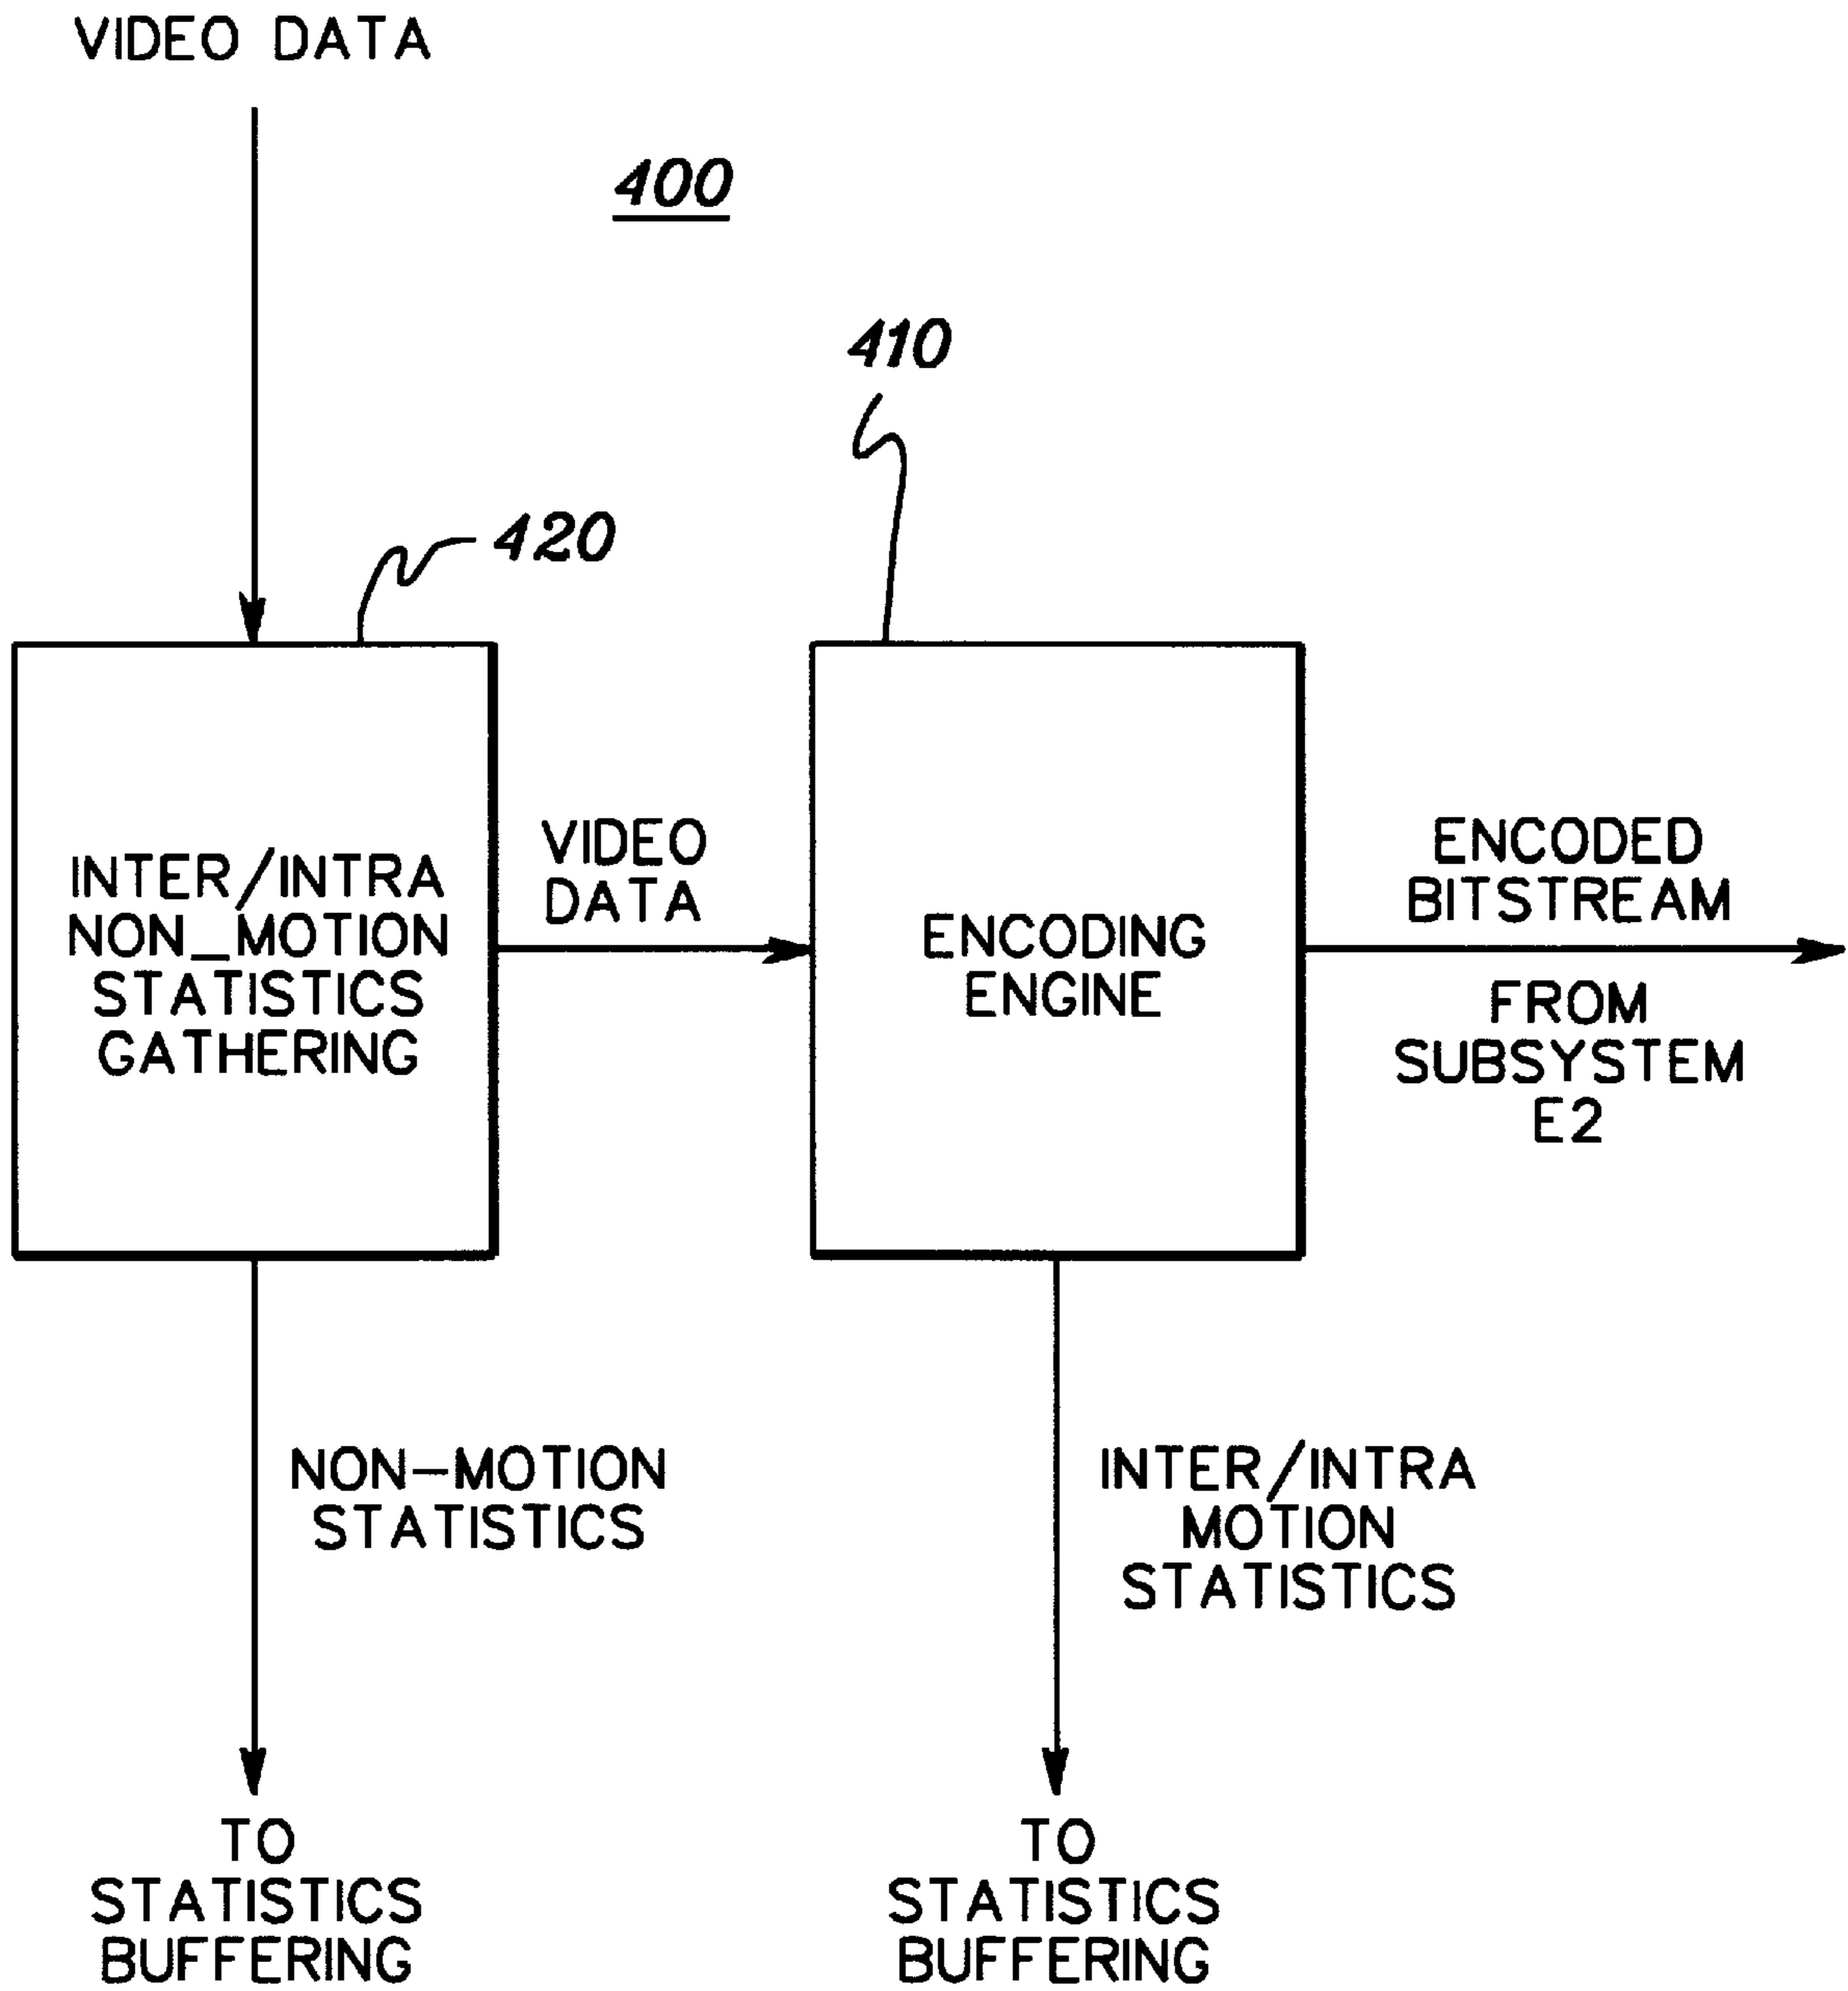 VIDEO DATA
400
410
420
INTER/INTRA
NON_MOTION
STATISTICS
GATHERING
VIDEO
DATA
ENCODING
ENGINE
ENCODED
BITSTREAM
FROM
SUBSYSTEM
E2
NON-MOTION
STATISTICS
INTER/INTRA
MOTION
STATISTICS
TO
STATISTICS
BUFFERING
TO
STATISTICS
BUFFERING